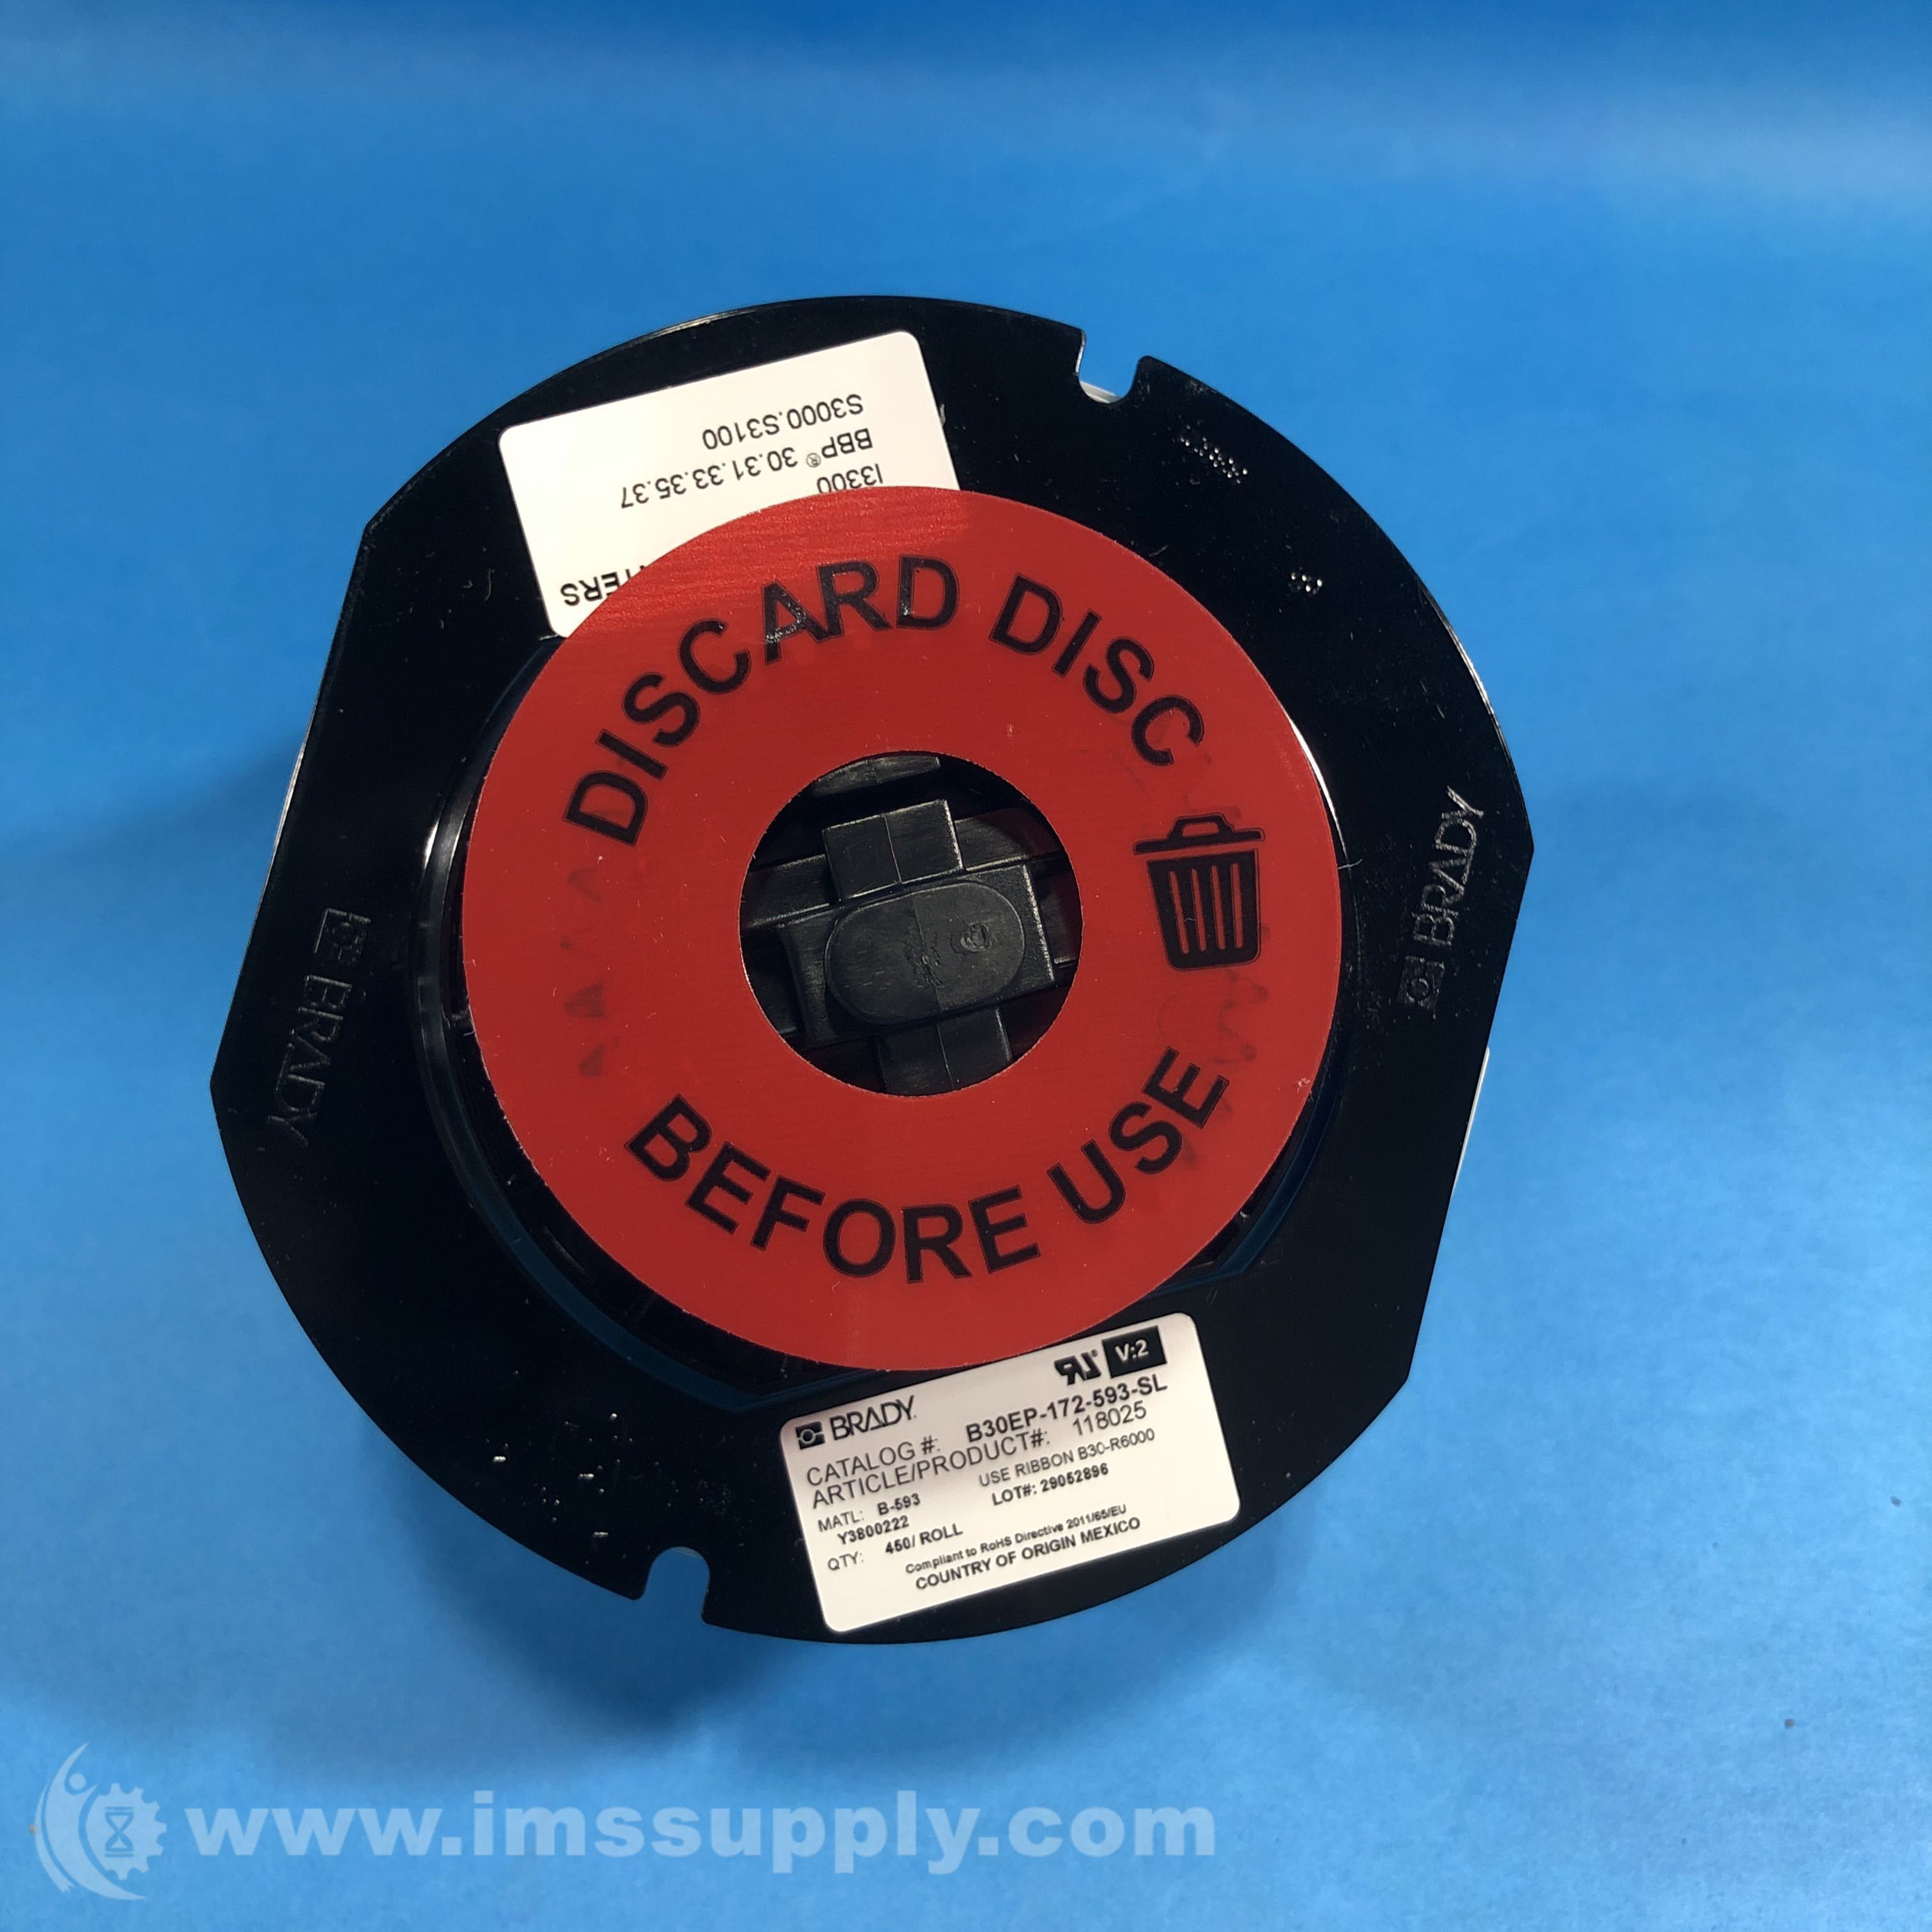 S3000.S3100
BBP® 30.31.33.35.37
I3300
DISCARD DISC
BEFORE USE
BRADY
BRADY
BRADY
V:2
CATALOG #: B30EP-172-593-SL
ARTICLE/PRODUCT#: 118025
USE RIBBON B30-R6000
MATL: B-593
LOT#: 29052896
Y3800222
QTY: 450/ ROLL
Compliant to RoHS Directive 2011/65/EU
COUNTRY OF ORIGIN MEXICO
www.imssupply.com